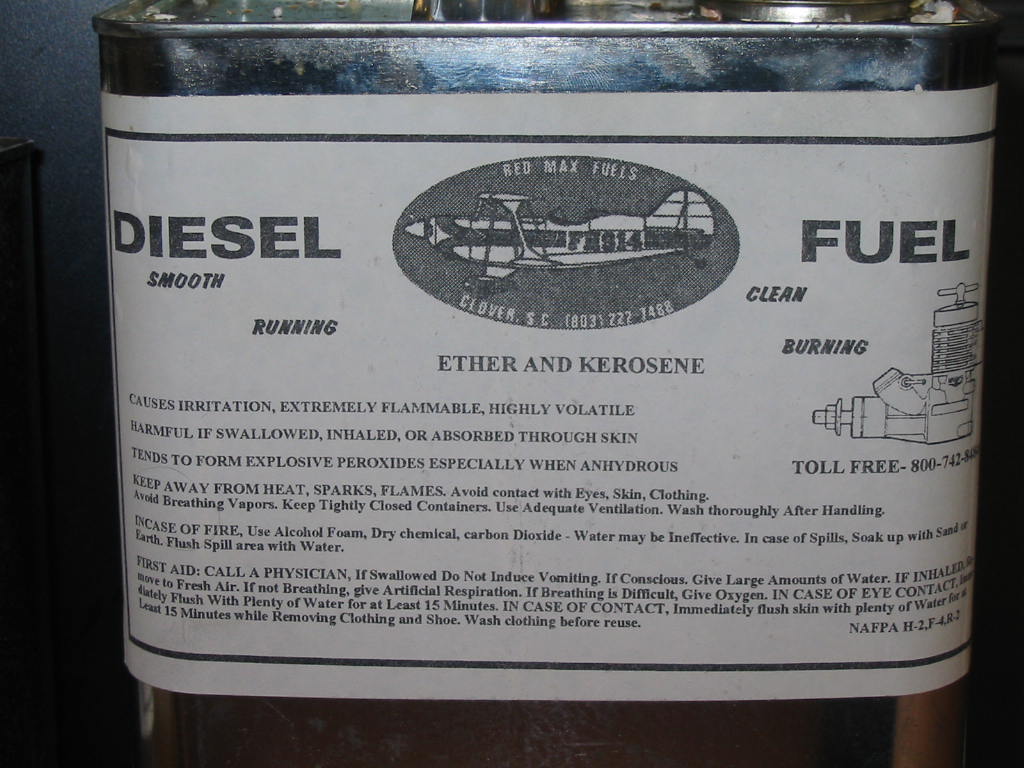 RED MAX FUELS
DIESEL
FUEL
SMOOTH
CLEAN
CLOVER, S.C. (803) 222 7488
RUNNING
BURNING
ETHER AND KEROSENE
CAUSES IRRITATION, EXTREMELY FLAMMABLE, HIGHLY VOLATILE
HARMFUL IF SWALLOWED, INHALED, OR ABSORBED THROUGH SKIN
TENDS TO FORM EXPLOSIVE PEROXIDES ESPECIALLY WHEN ANHYDROUS
TOLL FREE- 800-742-
KEEP AWAY FROM HEAT, SPARKS, FLAMES. Avoid contact with Eyes, Skin, Clothing.
Avoid Breathing Vapors. Keep Tightly Closed Containers. Use Adequate Ventilation. Wash thoroughly After Handling.
INCASE OF FIRE, Use Alcohol Foam, Dry chemical, carbon Dioxide - Water may be Ineffective. In case of Spills, Soak up with Sand or
Earth. Flush Spill area with Water.
FIRST AID: CALL A PHYSICIAN, If Swallowed Do Not Induce Vomiting. If Conscious. Give Large Amounts of Water. IF INHALED,
move to Fresh Air. If not Breathing, give Artificial Respiration. If Breathing is Difficult, Give Oxygen. IN CASE OF EYE CONTACT,
diately Flush With Plenty of Water for at Least 15 Minutes. IN CASE OF CONTACT, Immediately flush skin with plenty of Water for at
Least 15 Minutes while Removing Clothing and Shoe. Wash clothing before reuse.
NAFPA H-2,F-4,R-2